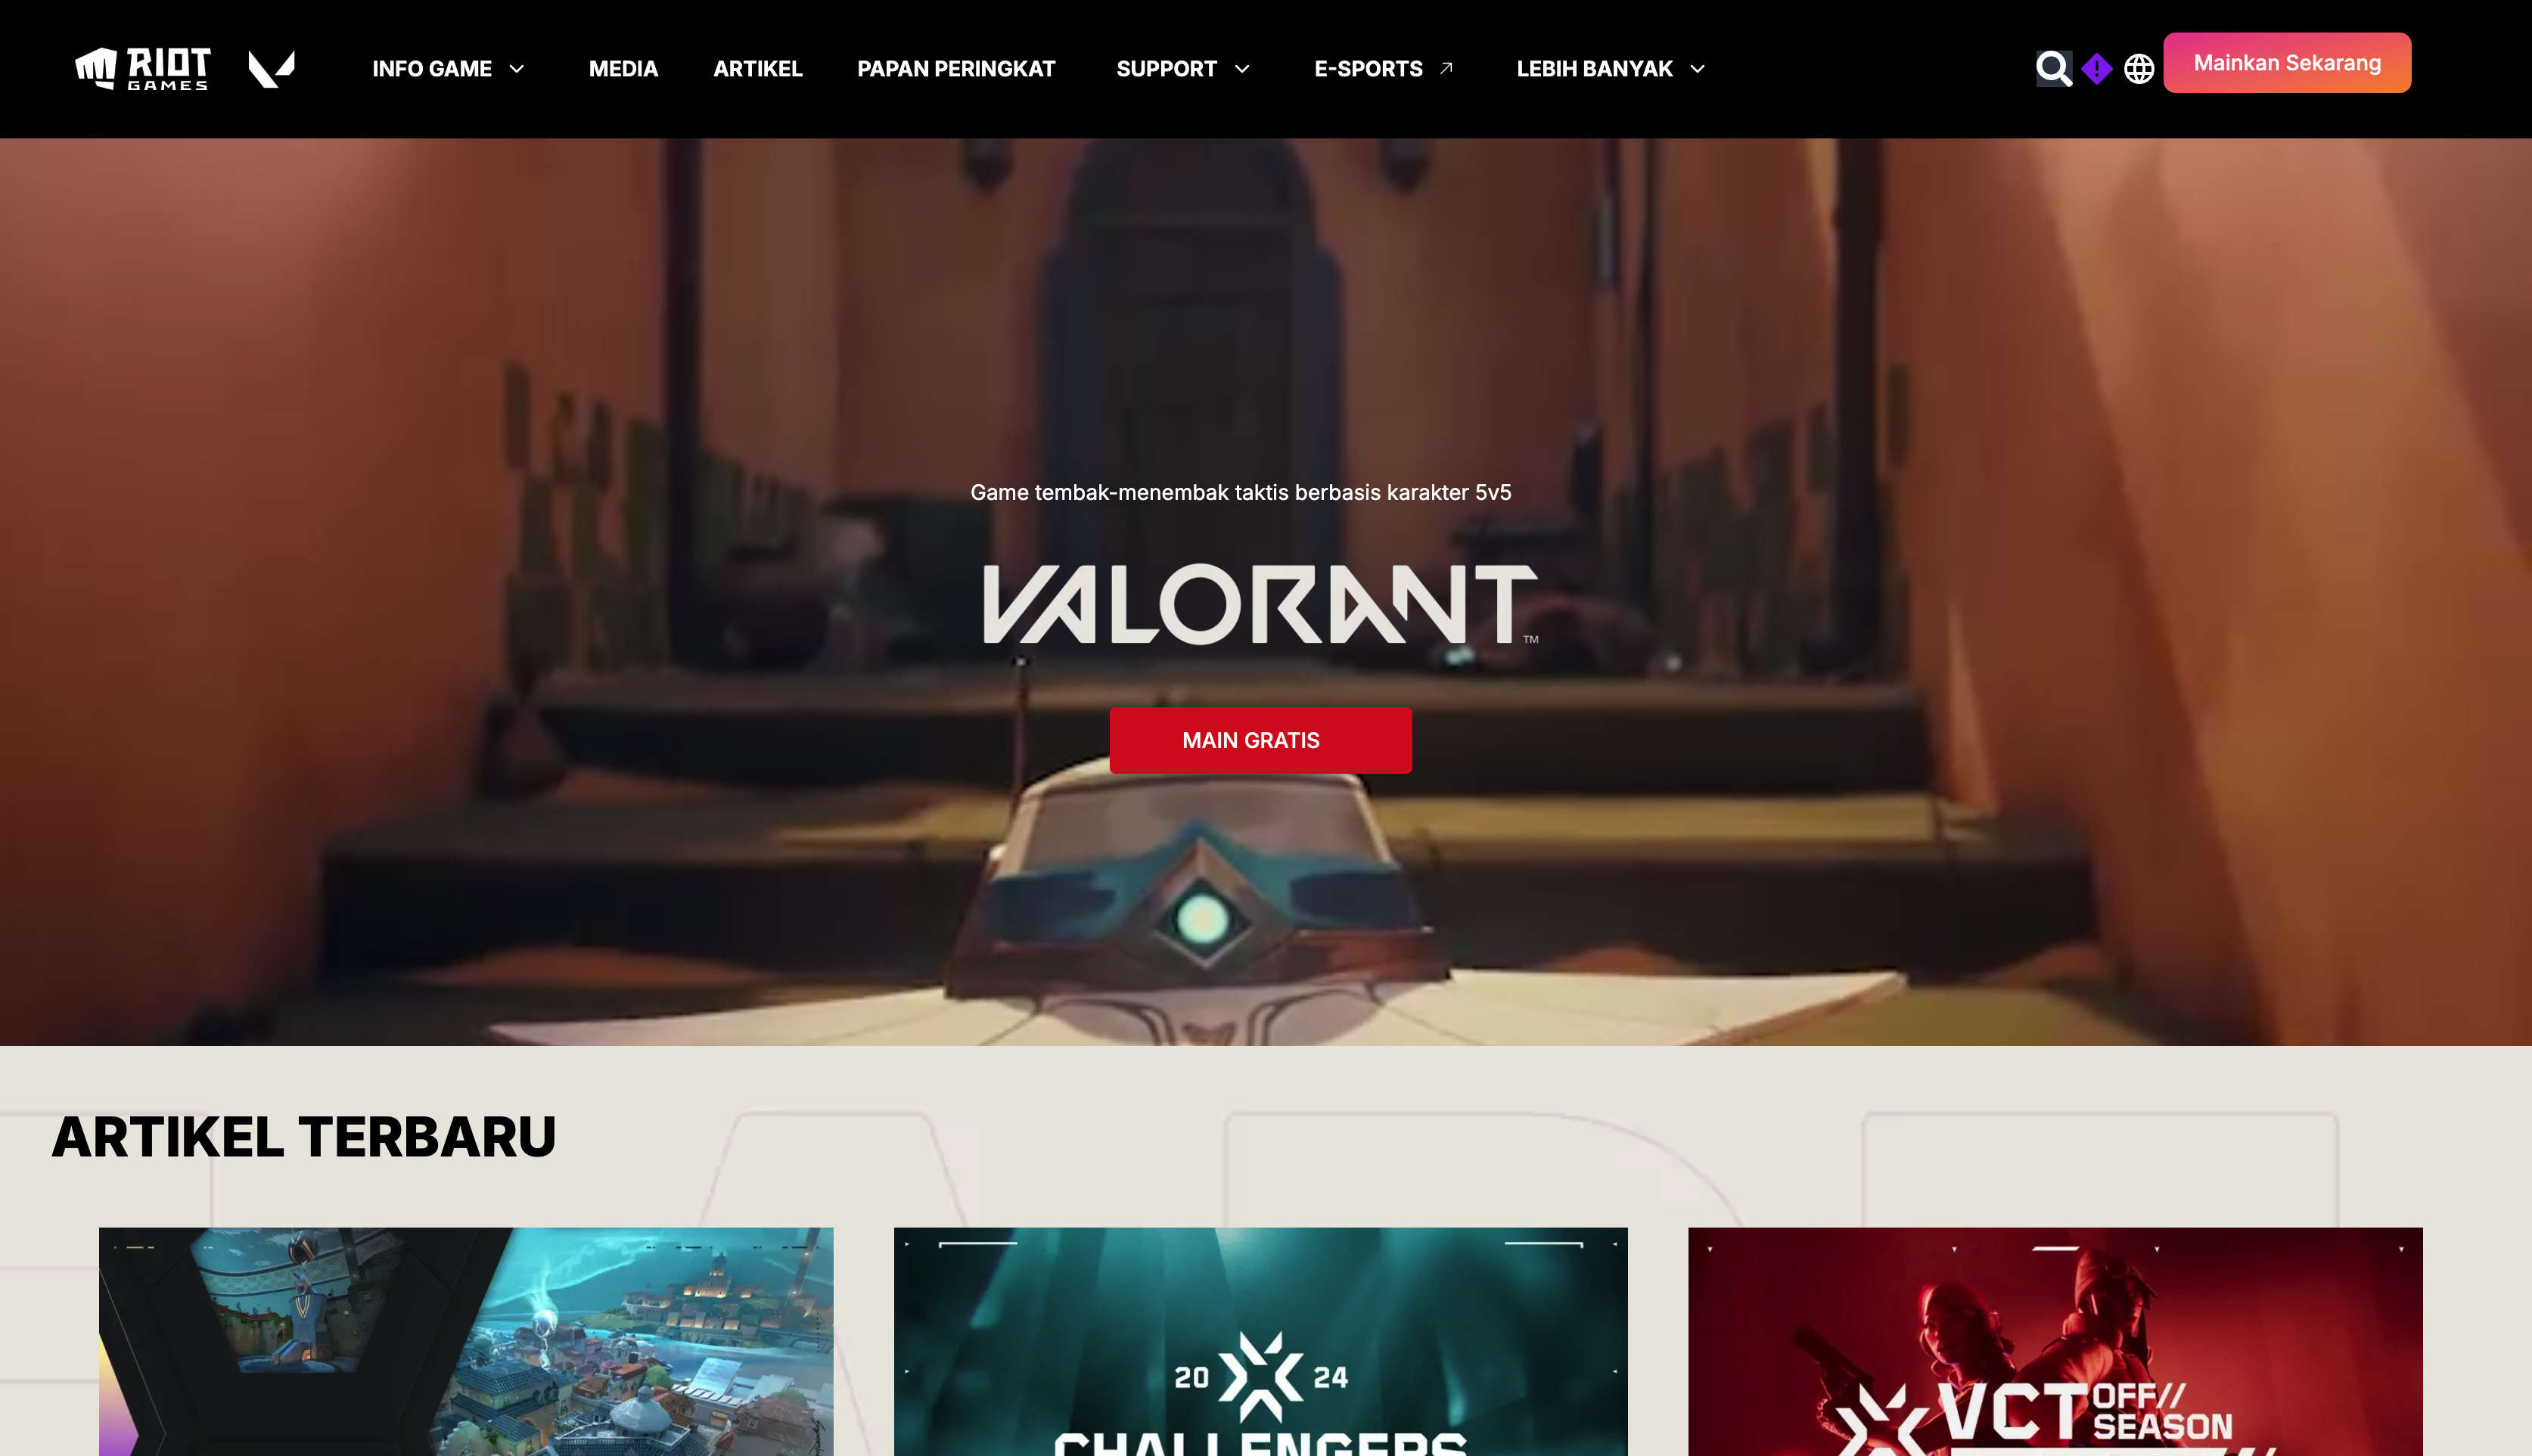 RIOT GAMES
INFO GAME
MEDIA
ARTIKEL
PAPAN PERINGKAT
SUPPORT
E-SPORTS
LEBIH BANYAK
Mainkan Sekarang
Game tembak-menembak taktis berbasis karakter 5v5
VALORANT™
MAIN GRATIS
ARTIKEL TERBARU
20 24
CHALLENGERS
VCT OFF//
SEASON